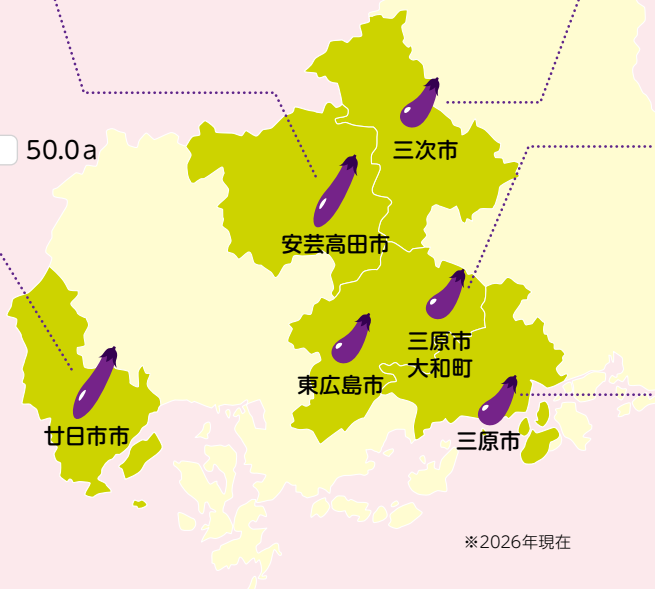 50.0a
三次市
安芸高田市
三原市
大和町
東広島市
廿日市市
三原市
※2026年現在